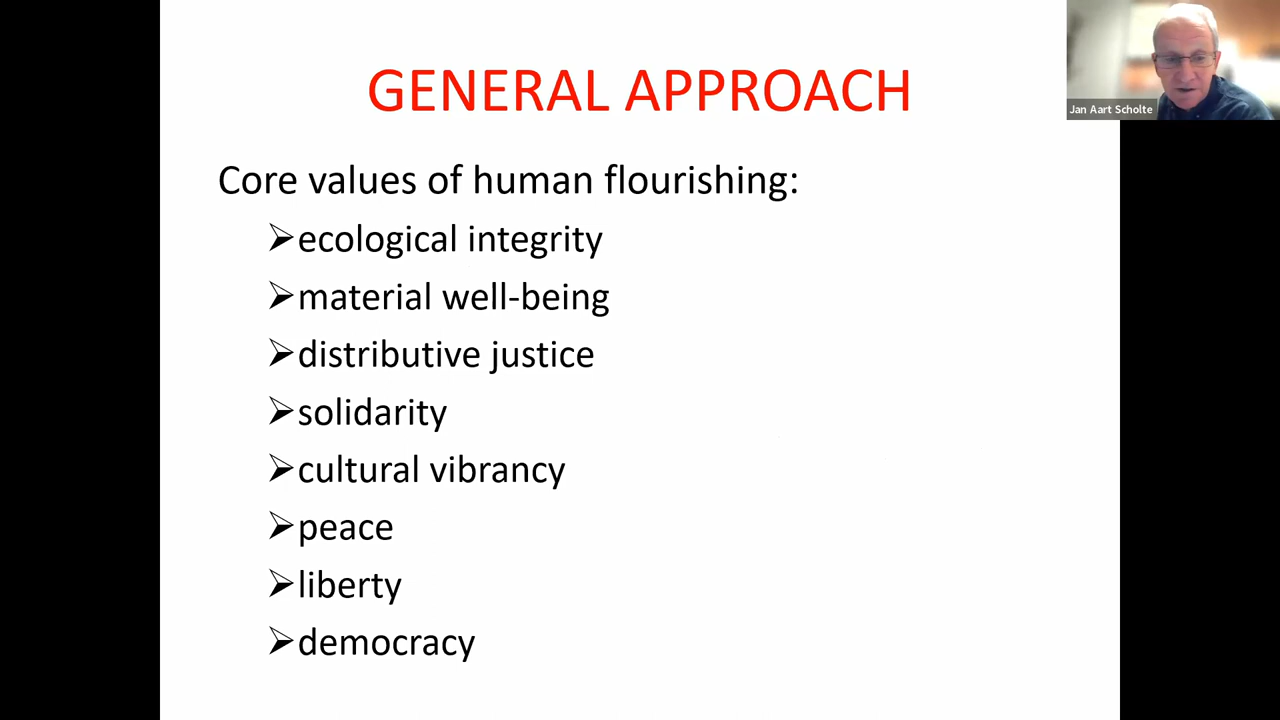 GENERAL APPROACH
Jan Aart Scholte
Core values of human flourishing:
➢ecological integrity
➢material well-being
➢distributive justice
➢solidarity
➢cultural vibrancy
➢peace
➢liberty
➢democracy